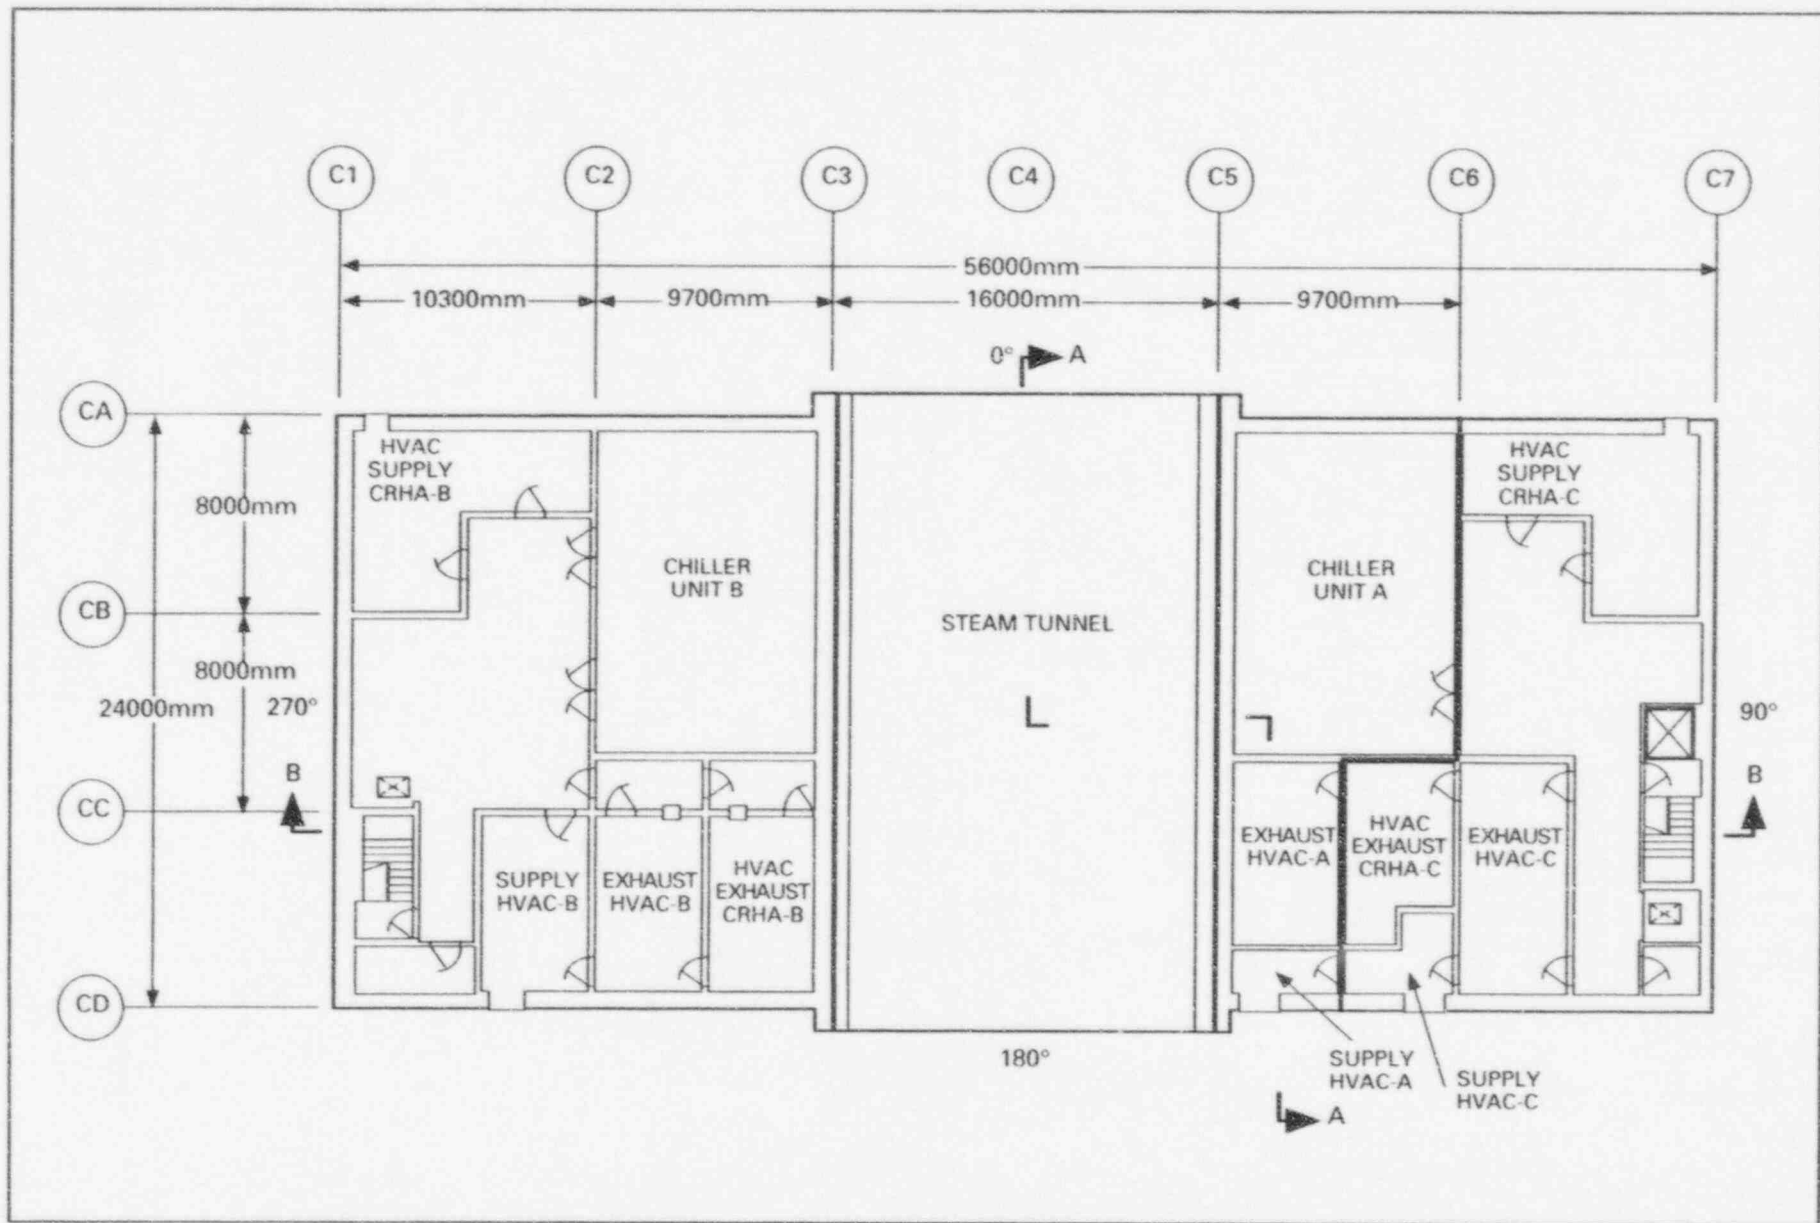 C1 C2 C3 C4 C5 C6 C7
56000mm
10300mm 9700mm 16000mm 9700mm
0° A
CA
HVAC
SUPPLY
CRHA-B
HVAC
SUPPLY
CRHA-C
8000mm
CHILLER
UNIT B
CHILLER
UNIT A
CB
STEAM TUNNEL
8000mm
24000mm 270°
90°
B
B
CC
EXHAUST
HVAC-A
HVAC
EXHAUST
CRHA-C
EXHAUST
HVAC-C
SUPPLY
HVAC-B
EXHAUST
HVAC-B
HVAC
EXHAUST
CRHA-B
CD
180°
SUPPLY
HVAC-A
SUPPLY
HVAC-C
A